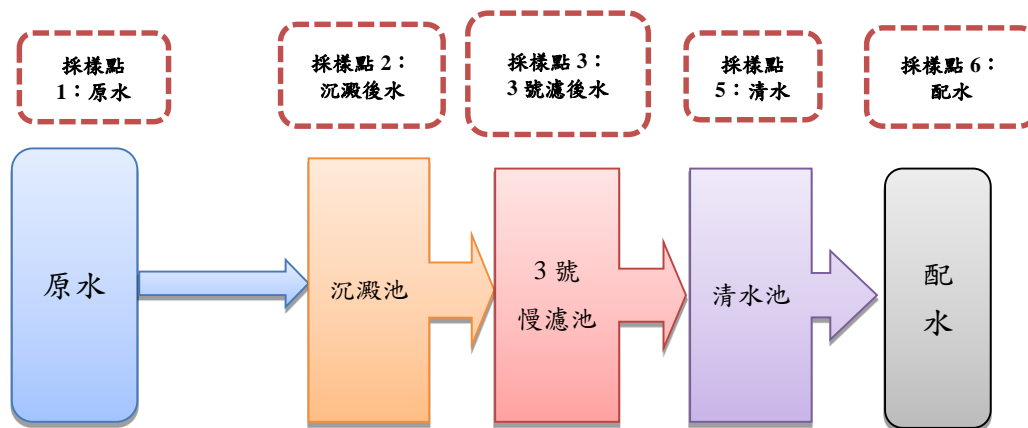 採樣點
1：原水
採樣點 2：
沉澱後水
採樣點 3：
3 號濾後水
採樣點
5：清水
採樣點 6：
配水
原水
沉澱池
3 號
慢濾池
清水池
配
水